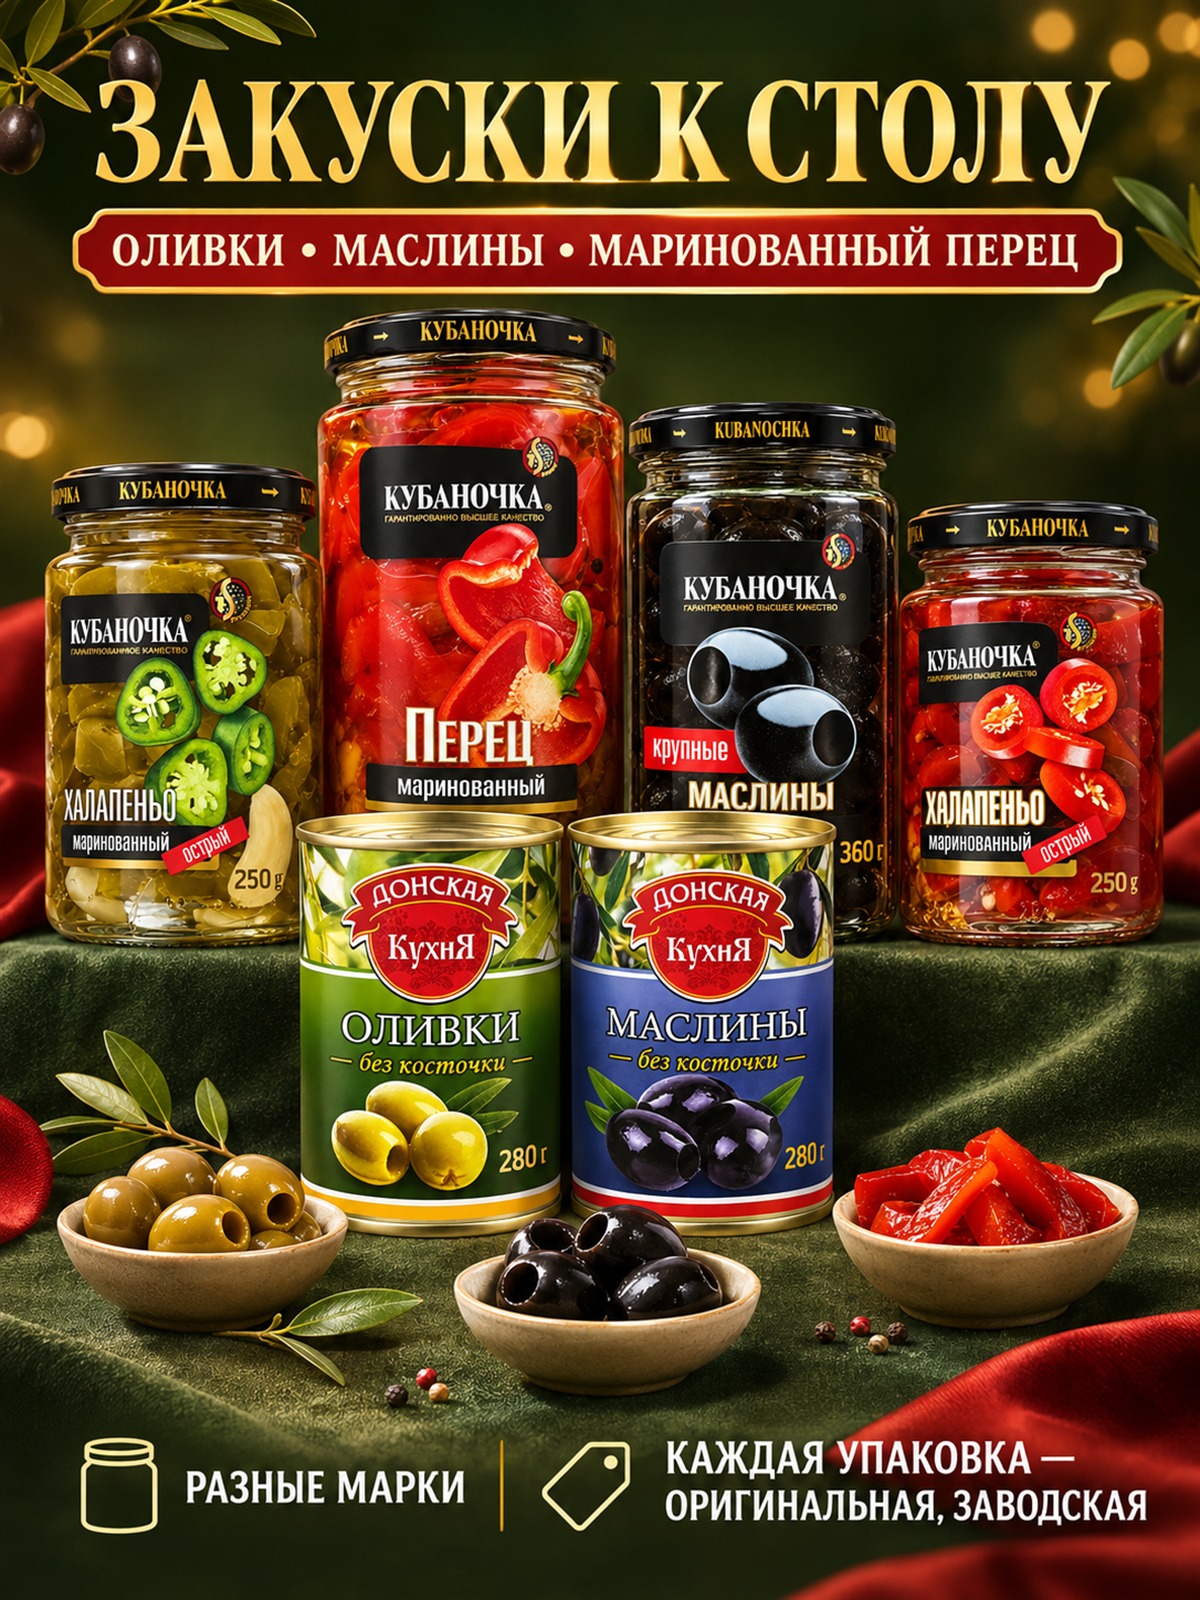 ЗАКУСКИ К СТОЛУ
ОЛИВКИ • МАСЛИНЫ • МАРИНОВАННЫЙ ПЕРЕЦ
КУБАНОЧКА
КУБАНОЧКА®
ГАРАНТИРОВАННО ВЫСШЕЕ КАЧЕСТВО
ПЕРЕЦ
маринованный
KUBANOCHKA
КУБАНОЧКА®
ГАРАНТИРОВАННО ВЫСШЕЕ КАЧЕСТВО
крупные
МАСЛИНЫ
360 г
КУБАНОЧКА
КУБАНОЧКА®
ХАЛАПЕНЬО
маринованный
острый
250 g
КУБАНОЧКА
КУБАНОЧКА®
ХАЛАПЕНЬО
маринованный
острый
250 g
ДОНСКАЯ
КУХНЯ
ОЛИВКИ
— без косточки —
280 г
ДОНСКАЯ
КУХНЯ
МАСЛИНЫ
— без косточки —
280 г
РАЗНЫЕ МАРКИ
КАЖДАЯ УПАКОВКА —
ОРИГИНАЛЬНАЯ, ЗАВОДСКАЯ